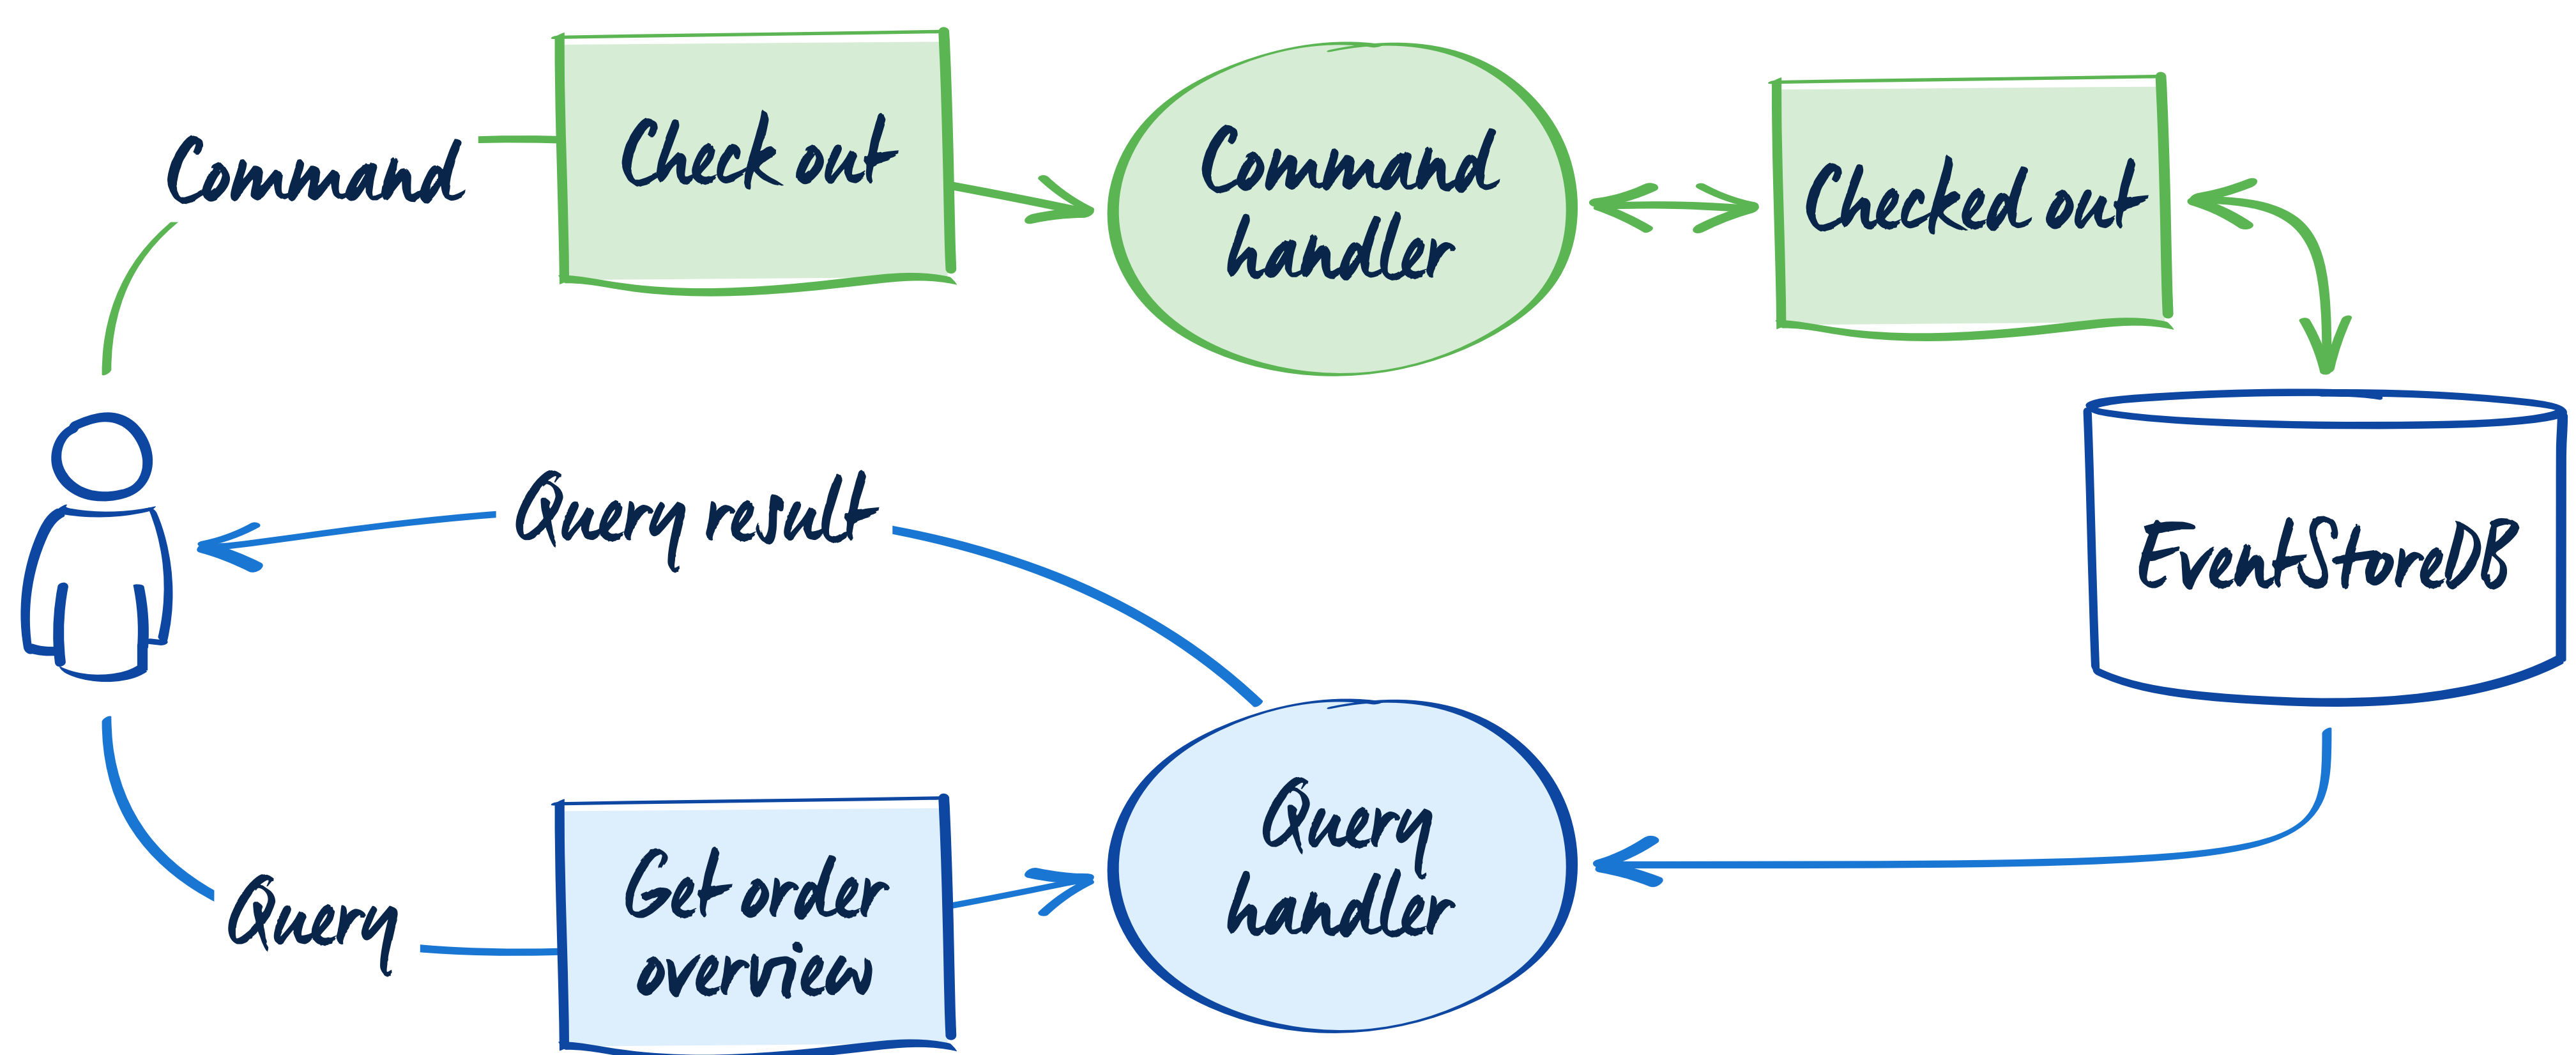 Command
Check out
Command
handler
Checked out
Query result
EventStoreDB
Query
Get order
overview
Query
handler